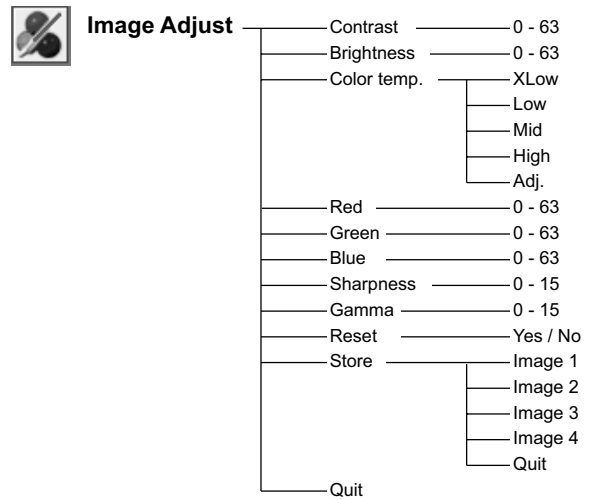 Image Adjust Contrast 0 - 63
Brightness 0 - 63
Color temp. XLow
Low
Mid
High
Adj.
Red 0 - 63
Green 0 - 63
Blue 0 - 63
Sharpness 0 - 15
Gamma 0 - 15
Reset Yes / No
Store Image 1
Image 2
Image 3
Image 4
Quit
Quit